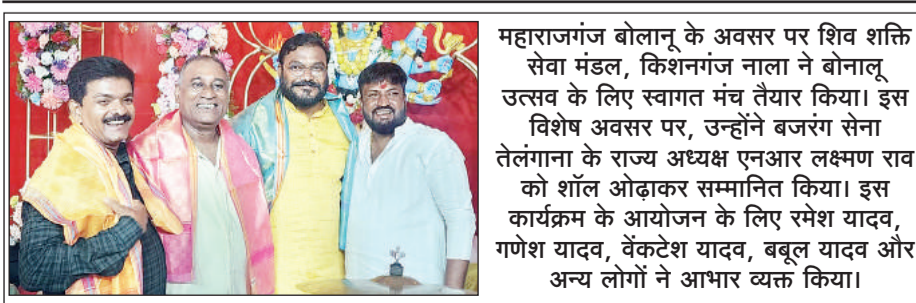 महाराजगंज बोलानू के अवसर पर शिव शक्ति
सेवा मंडल, किशनगंज नाला ने बोनालू
उत्सव के लिए स्वागत मंच तैयार किया। इस
विशेष अवसर पर, उन्होंने बजरंग सेना
तेलंगाना के राज्य अध्यक्ष एनआर लक्ष्मण राव
को शॉल ओढ़ाकर सम्मानित किया। इस
कार्यक्रम के आयोजन के लिए रमेश यादव,
गणेश यादव, वेंकटेश यादव, बबूल यादव और
अन्य लोगों ने आभार व्यक्त किया।